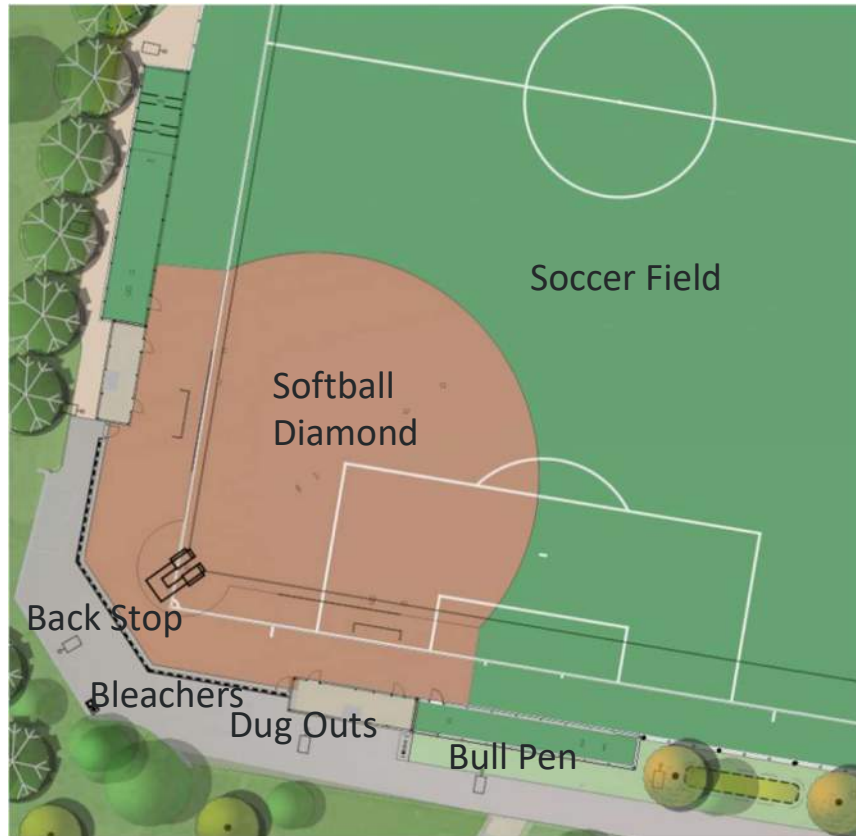 Soccer Field
Softball
Diamond
Back Stop
Bleachers
Dug Outs
Bull Pen